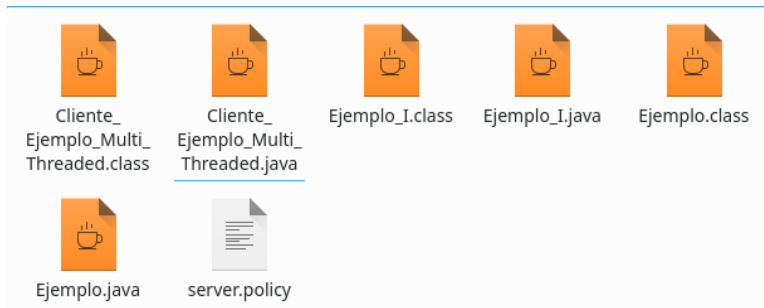 Cliente_
Ejemplo_Multi_
Threaded.class
Cliente_
Ejemplo_Multi_
Threaded.java
Ejemplo_I.class
Ejemplo_I.java
Ejemplo.class
Ejemplo.java
server.policy